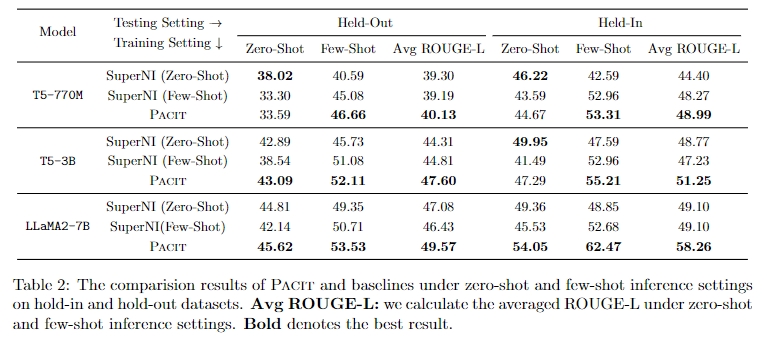 Model Testing Setting → Held-Out Held-In
Training Setting ↓ Zero-Shot Few-Shot Avg ROUGE-L Zero-Shot Few-Shot Avg ROUGE-L
T5-770M SuperNI (Zero-Shot) 38.02 40.59 39.30 46.22 42.59 44.40
SuperNI (Few-Shot) 33.30 45.08 39.19 43.59 52.96 48.27
PACIT 33.59 46.66 40.13 44.67 53.31 48.99
T5-3B SuperNI (Zero-Shot) 42.89 45.73 44.31 49.95 47.59 48.77
SuperNI (Few-Shot) 38.54 51.08 44.81 41.49 52.96 47.23
PACIT 43.09 52.11 47.60 47.29 55.21 51.25
LLaMA2-7B SuperNI (Zero-Shot) 44.81 49.35 47.08 49.36 48.85 49.10
SuperNI(Few-Shot) 42.14 50.71 46.43 45.53 52.68 49.10
PACIT 45.62 53.53 49.57 54.05 62.47 58.26
Table 2: The comparision results of PACIT and baselines under zero-shot and few-shot inference settings
on hold-in and hold-out datasets. Avg ROUGE-L: we calculate the averaged ROUGE-L under zero-shot
and few-shot inference settings. Bold denotes the best result.